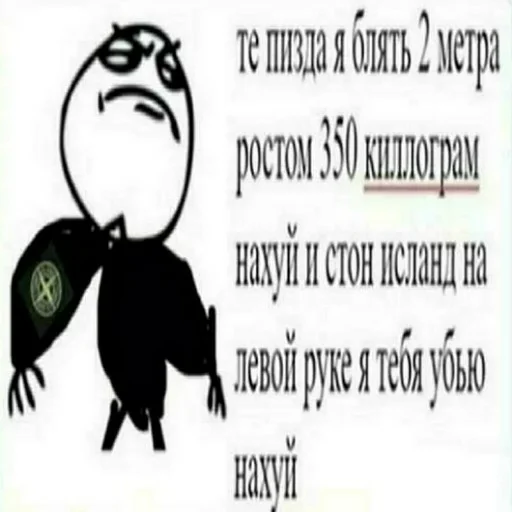 те пизда я блять 2 метра
ростом 350 киллограм
нахуй и стон исланд на
левой руке я тебя убью
нахуй